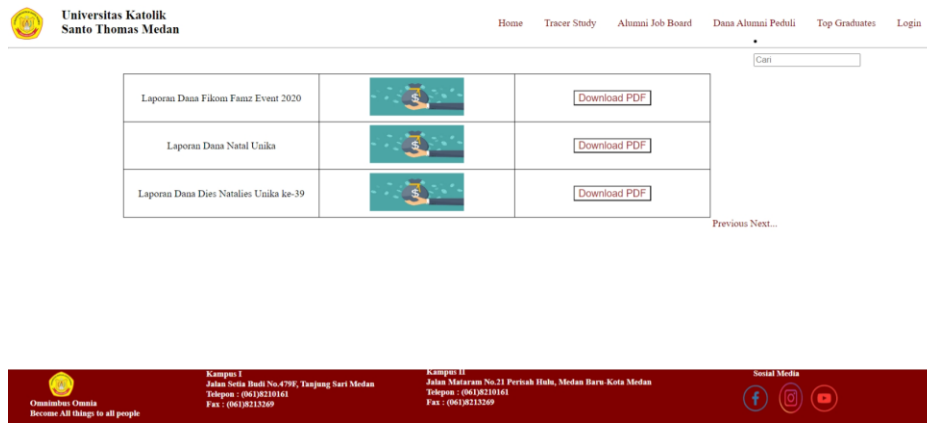 Universitas Katolik
Santo Thomas Medan
Home Tracer Study Alumni Job Board Dana Alumni Peduli Top Graduates Login
Cari
Laporan Dana Fikom Famz Event 2020 Download PDF
Laporan Dana Natal Unika Download PDF
Laporan Dana Dies Natalies Unika ke-39 Download PDF
Previous Next...
Omnimbus Omnia
Become All things to all people
Kampus I
Jalan Setia Budi No.479F, Tanjung Sari Medan
Telepon : (061)8210161
Fax : (061)8213269
Kampus II
Jalan Mataram No.21 Perisah Hulu, Medan Baru-Kota Medan
Telepon : (061)8210161
Fax : (061)8213269
Sosial Media